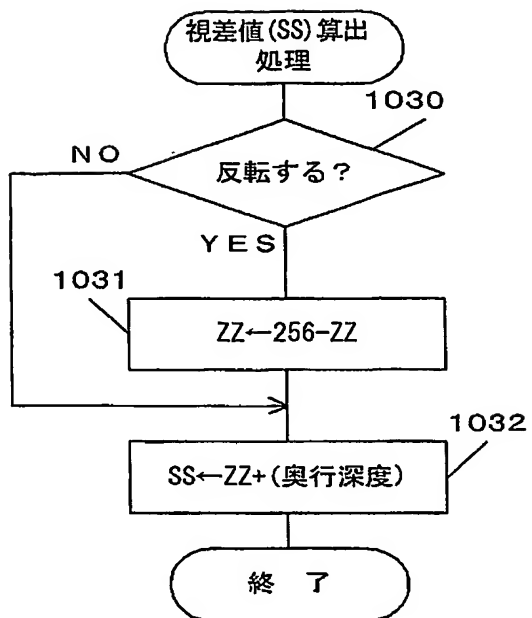 視差値(SS)算出
処理
1030
NO
反転する？
YES
1031
ZZ←256−ZZ
1032
SS←ZZ+(奥行深度)
終 了